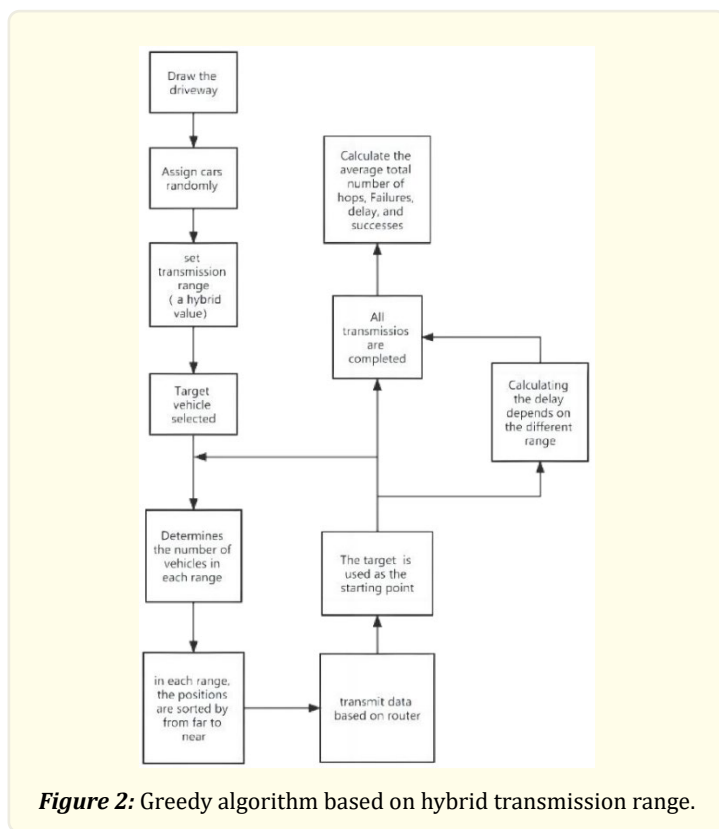 Draw the
driveway
Assign cars
randomly
set
transmission
range
( a hybrid
value)
Target
vehicle
selected
Determines
the number of
vehicles in
each range
in each range,
the positions
are sorted by
from far to
near
transmit data
based on router
The target is
used as the
starting point
Calculating
the delay
depends on
the different
range
All
transmissios
are
completed
Calculate the
average total
number of
hops, Failures,
delay, and
successes
Figure 2: Greedy algorithm based on hybrid transmission range.